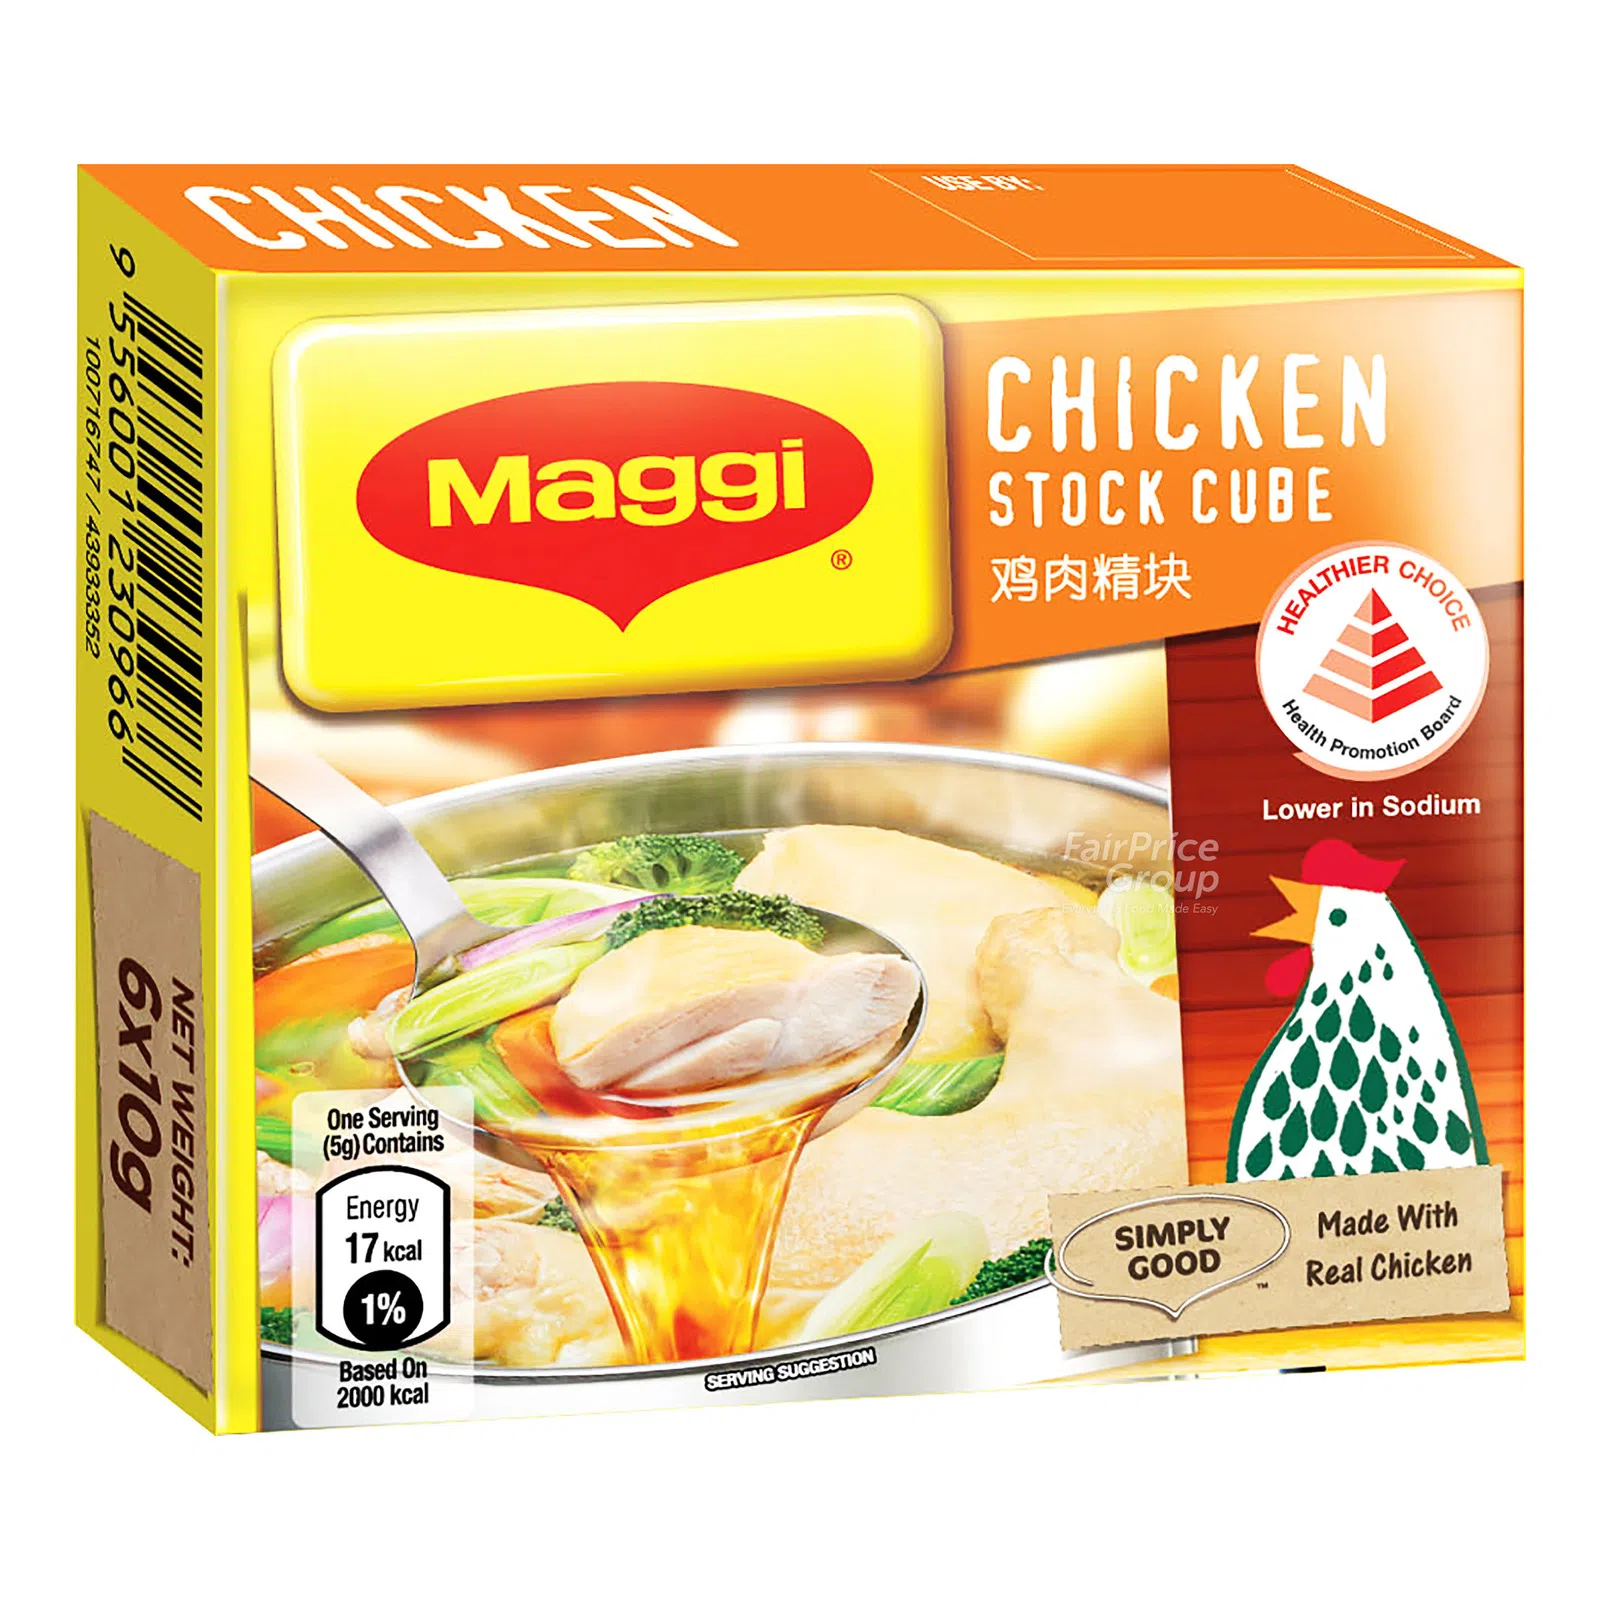 CHICKEN
USE BY:
Maggi
®
CHICKEN
STOCK CUBE
鸡肉精块
HEALTHIER CHOICE
Health Promotion Board
Lower in Sodium
FairPrice
Group
One Serving
(5g) Contains
Energy
17 kcal
1%
Based On
2000 kcal
SERVING SUGGESTION
SIMPLY
GOOD
™
Made With
Real Chicken
9 556001 230966
100716747 / 43933352
NET WEIGHT:
6x10g